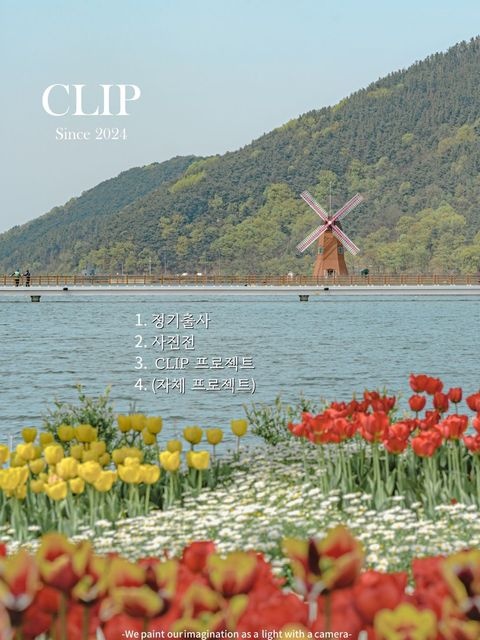 CLIP
Since 2024
1. 정기출사
2. 사진전
3. CLIP 프로젝트
4. (자체 프로젝트)
-We paint our imagination as a light with a camera-